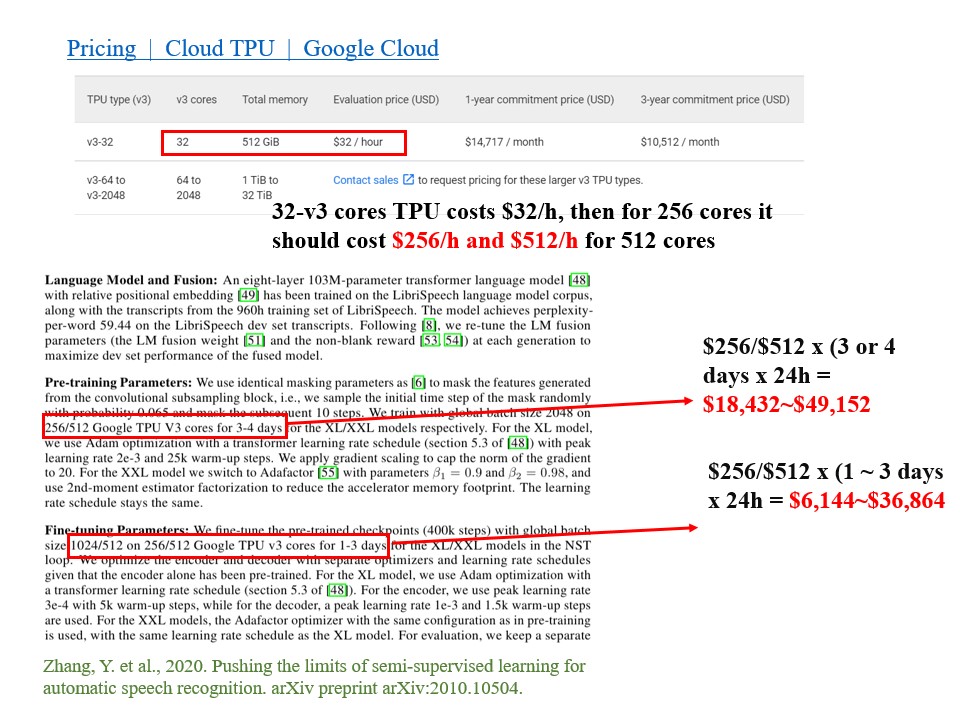 Pricing | Cloud TPU | Google Cloud
TPU type (v3) v3 cores Total memory Evaluation price (USD) 1-year commitment price (USD) 3-year commitment price (USD)
v3-32 32 512 GiB $32 / hour $14,717 / month $10,512 / month
v3-64 to 64 to 1 TiB to Contact sales to request pricing for these larger v3 TPU types.
v3-2048 2048 32 TiB
32-v3 cores TPU costs $32/h, then for 256 cores it
should cost $256/h and $512/h for 512 cores
Language Model and Fusion: An eight-layer 103M-parameter transformer language model [48]
with relative positional embedding [49] has been trained on the LibriSpeech language model corpus,
along with the transcripts from the 960h training set of LibriSpeech. The model achieves perplexity-
per-word 59.44 on the LibriSpeech dev set transcripts. Following [8], we re-tune the LM fusion
parameters (the LM fusion weight [51] and the non-blank reward [53, 54]) at each generation to
maximize dev set performance of the fused model.
Pre-training Parameters: We use identical masking parameters as [6] to mask the features generated
from the convolutional subsampling block, i.e., we sample the initial time step of the mask randomly
with probability 0.065 and mask the subsequent 10 steps. We train with global batch size 2048 on
256/512 Google TPU V3 cores for 3-4 days for the XL/XXL models respectively. For the XL model,
we use Adam optimization with a transformer learning rate schedule (section 5.3 of [48]) with peak
learning rate 2e-3 and 25k warm-up steps. We apply gradient scaling to cap the norm of the gradient
to 20. For the XXL model we switch to Adafactor [55] with parameters β1 = 0.9 and β2 = 0.98, and
use 2nd-moment estimator factorization to reduce the accelerator memory footprint. The learning
rate schedule stays the same.
Fine-tuning Parameters: We fine-tune the pre-trained checkpoints (400k steps) with global batch
size 1024/512 on 256/512 Google TPU v3 cores for 1-3 days for the XL/XXL models in the NST
loop. We optimize the encoder and decoder with separate optimizers and learning rate schedules
given that the encoder alone has been pre-trained. For the XL model, we use Adam optimization with
a transformer learning rate schedule (section 5.3 of [48]). For the encoder, we use peak learning rate
3e-4 with 5k warm-up steps, while for the decoder, a peak learning rate 1e-3 and 1.5k warm-up steps
are used. For the XXL models, the Adafactor optimizer with the same configuration as in pre-training
is used, with the same learning rate schedule as the XL model. For evaluation, we keep a separate
$256/$512 x (3 or 4
days x 24h =
$18,432~$49,152
$256/$512 x (1 ~ 3 days
x 24h = $6,144~$36,864
Zhang, Y. et al., 2020. Pushing the limits of semi-supervised learning for
automatic speech recognition. arXiv preprint arXiv:2010.10504.